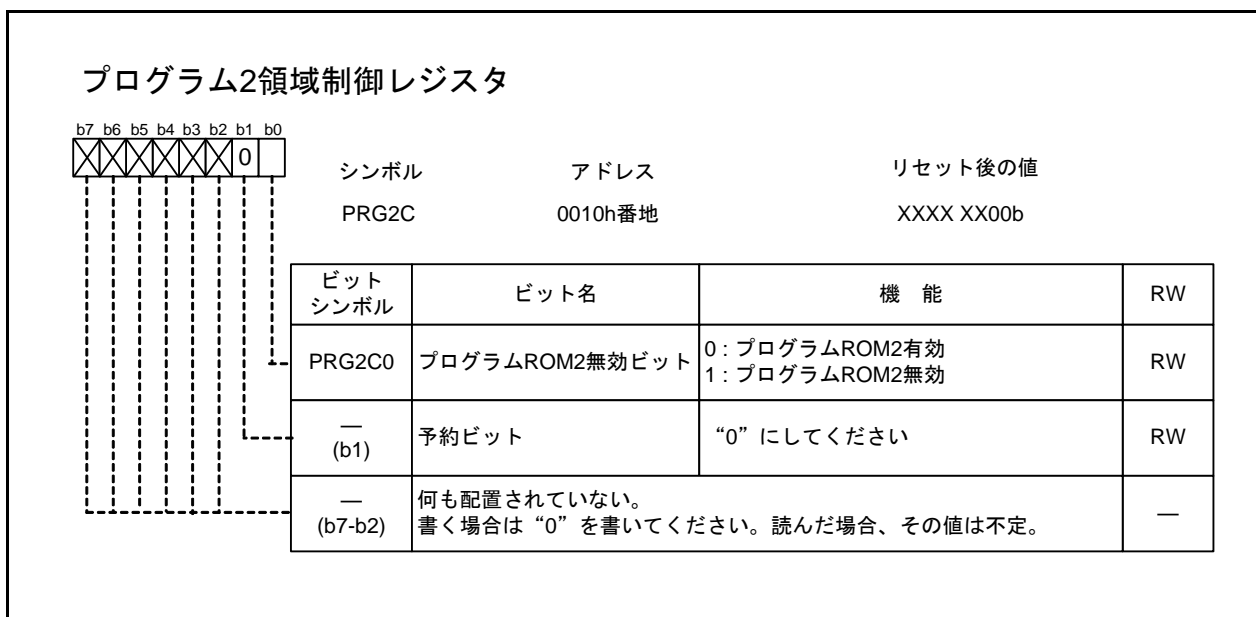 プログラム2領域制御レジスタ
b7 b6 b5 b4 b3 b2 b1 b0
0
シンボル アドレス リセット後の値
PRG2C 0010h番地 XXXX XX00b
ビット
シンボル
ビット名
機 能
RW
PRG2C0
プログラムROM2無効ビット
0 : プログラムROM2有効
1 : プログラムROM2無効
RW
—
(b1)
予約ビット
“0”にしてください
RW
—
(b7-b2)
何も配置されていない。
書く場合は“0”を書いてください。読んだ場合、その値は不定。
—